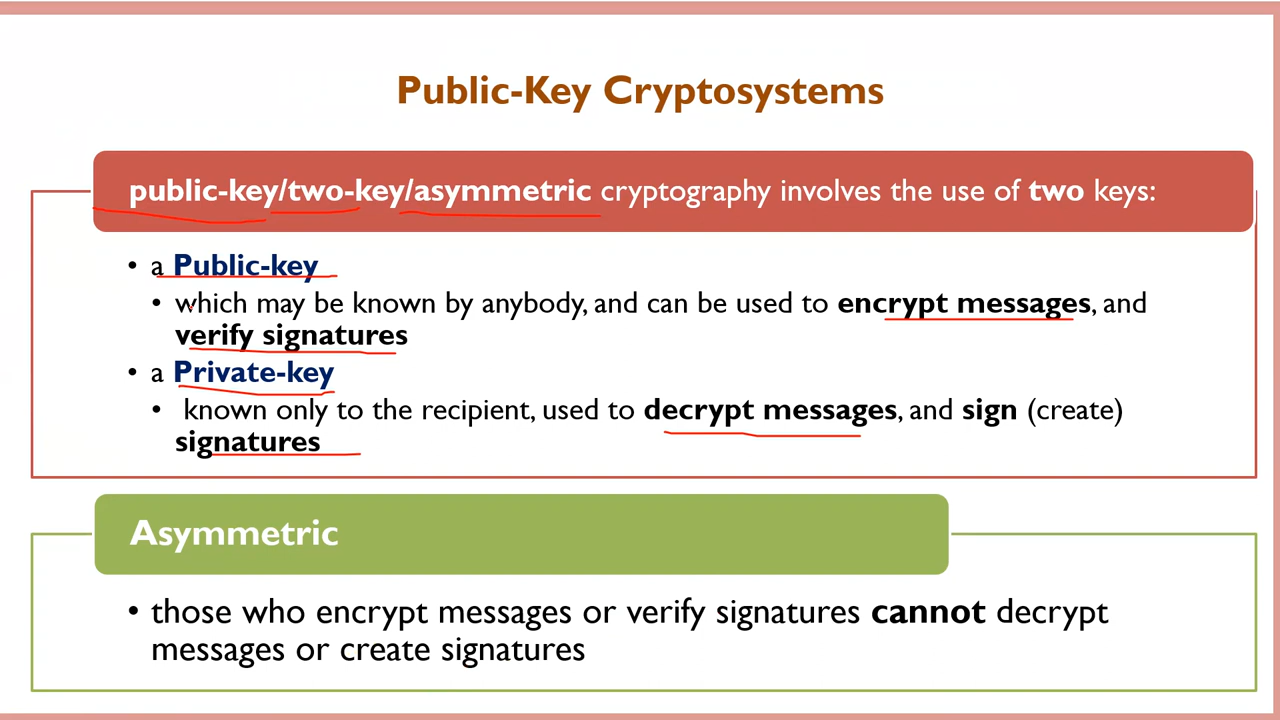 Public-Key Cryptosystems
public-key/two-key/asymmetric cryptography involves the use of two keys:
• a Public-key
• which may be known by anybody, and can be used to encrypt messages, and
verify signatures
• a Private-key
• known only to the recipient, used to decrypt messages, and sign (create)
signatures
Asymmetric
• those who encrypt messages or verify signatures cannot decrypt
messages or create signatures